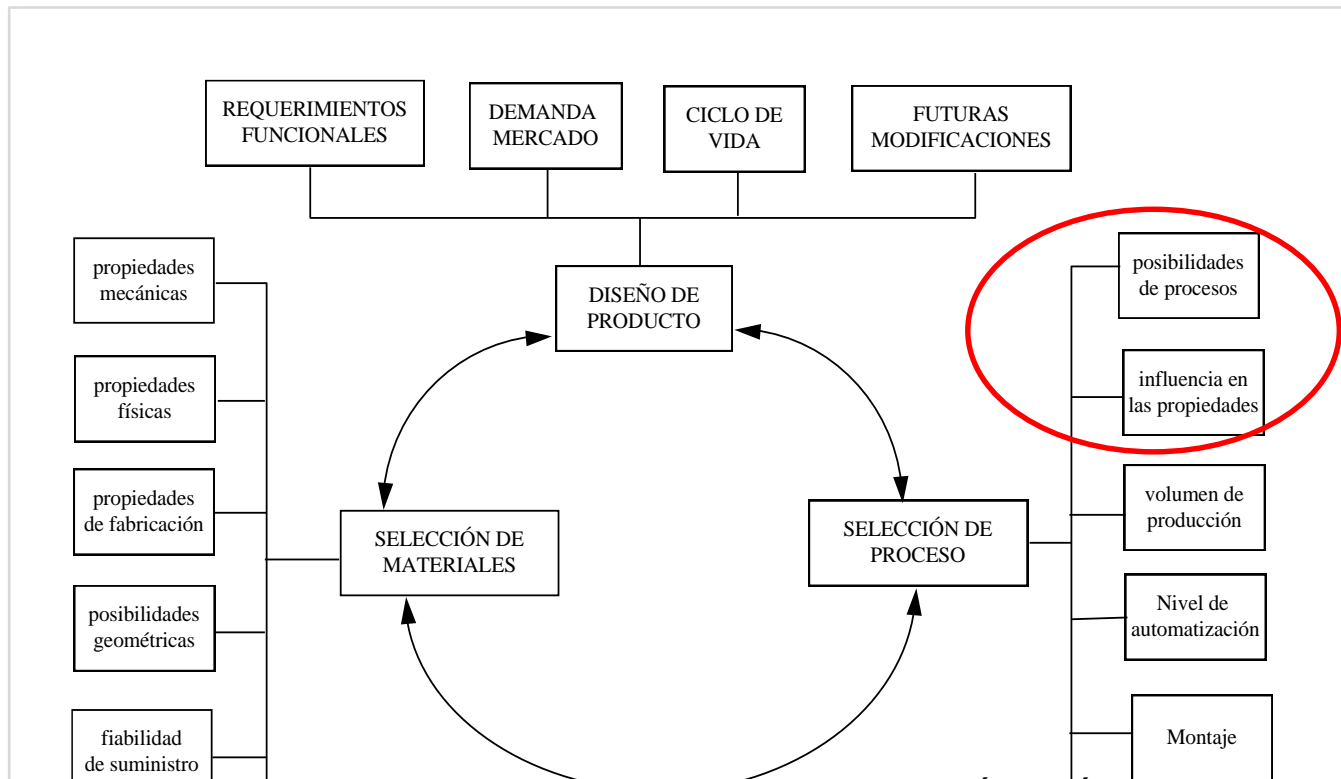 REQUERIMIENTOS
FUNCIONALES
DEMANDA
MERCADO
CICLO DE
VIDA
FUTURAS
MODIFICACIONES
DISEÑO DE
PRODUCTO
propiedades
mecánicas
propiedades
físicas
propiedades
de fabricación
posibilidades
geométricas
fiabilidad
de suministro
SELECCIÓN DE
MATERIALES
SELECCIÓN DE
PROCESO
posibilidades
de procesos
influencia en
las propiedades
volumen de
producción
Nivel de
automatización
Montaje